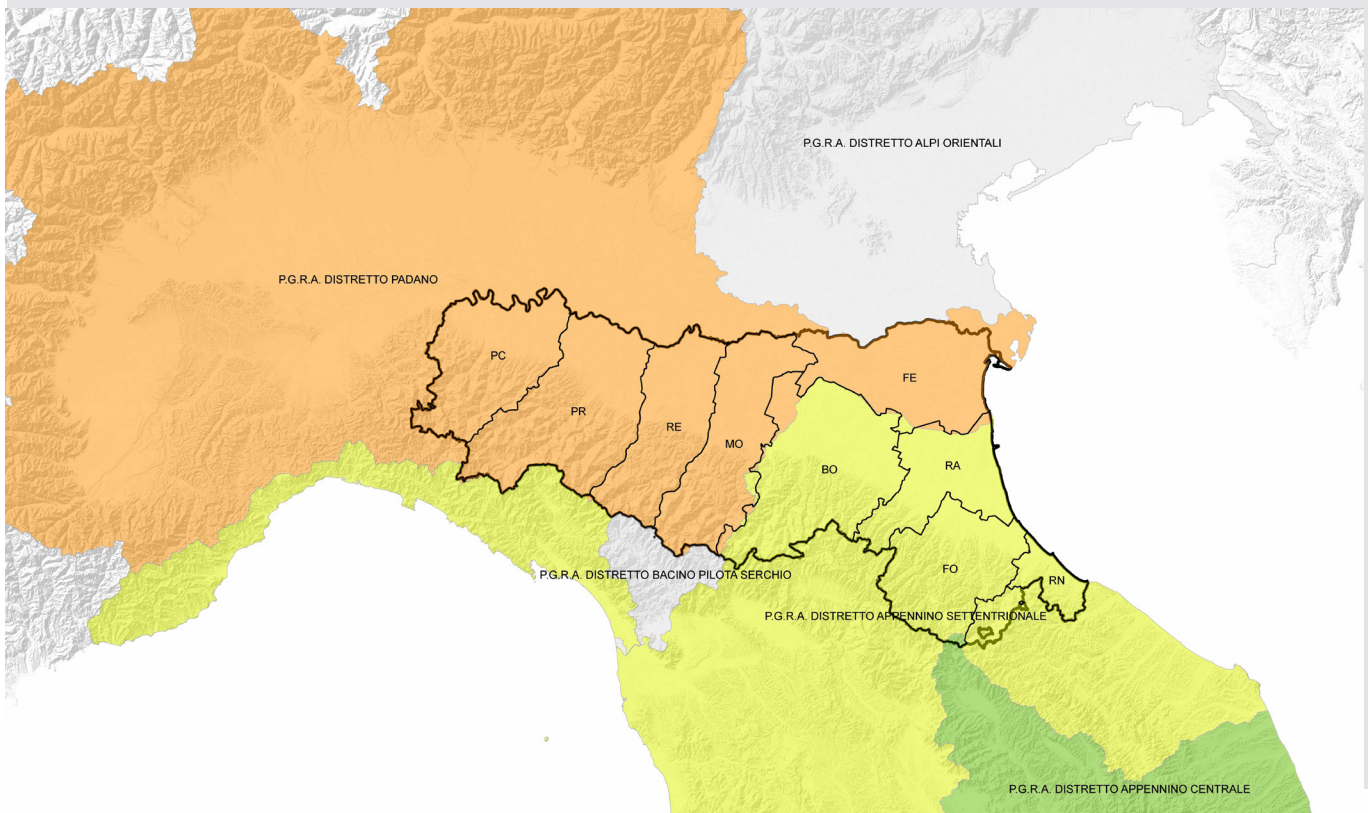 P.G.R.A. DISTRETTO ALPI ORIENTALI
P.G.R.A. DISTRETTO PADANO
PC
FE
PR
RE
MO
BO
RA
FO
P.G.R.A. DISTRETTO BACINO PILOTA SERCHIO
RN
P.G.R.A. DISTRETTO APPENNINO SETTENTRIONALE
P.G.R.A. DISTRETTO APPENNINO CENTRALE